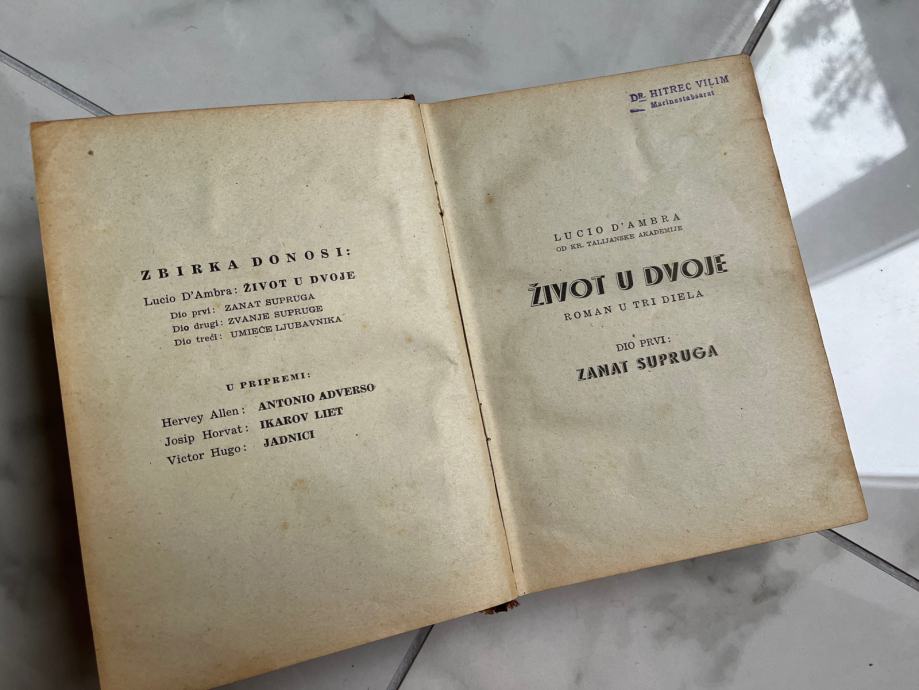 ZBIRKA DONOSI:
Lucio D'Ambra: ŽIVOT U DVOJE
Dio prvi: ZANAT SUPRUGA
Dio drugi: ZVANJE SUPRUGE
Dio treći: UMIEĆE LJUBAVNIKA
U PRIPREMI:
Hervey Allen: ANTONIO ADVERSO
Josip Horvat: IKAROV LIET
Victor Hugo: JADNICI
DR. HITREC VILIM
Marinestabsarzt
LUCIO D'AMBRA
OD KR. TALIJANSKE AKADEMIJE
ŽIVOT U DVOJE
ROMAN U TRI DIELA
DIO PRVI:
ZANAT SUPRUGA